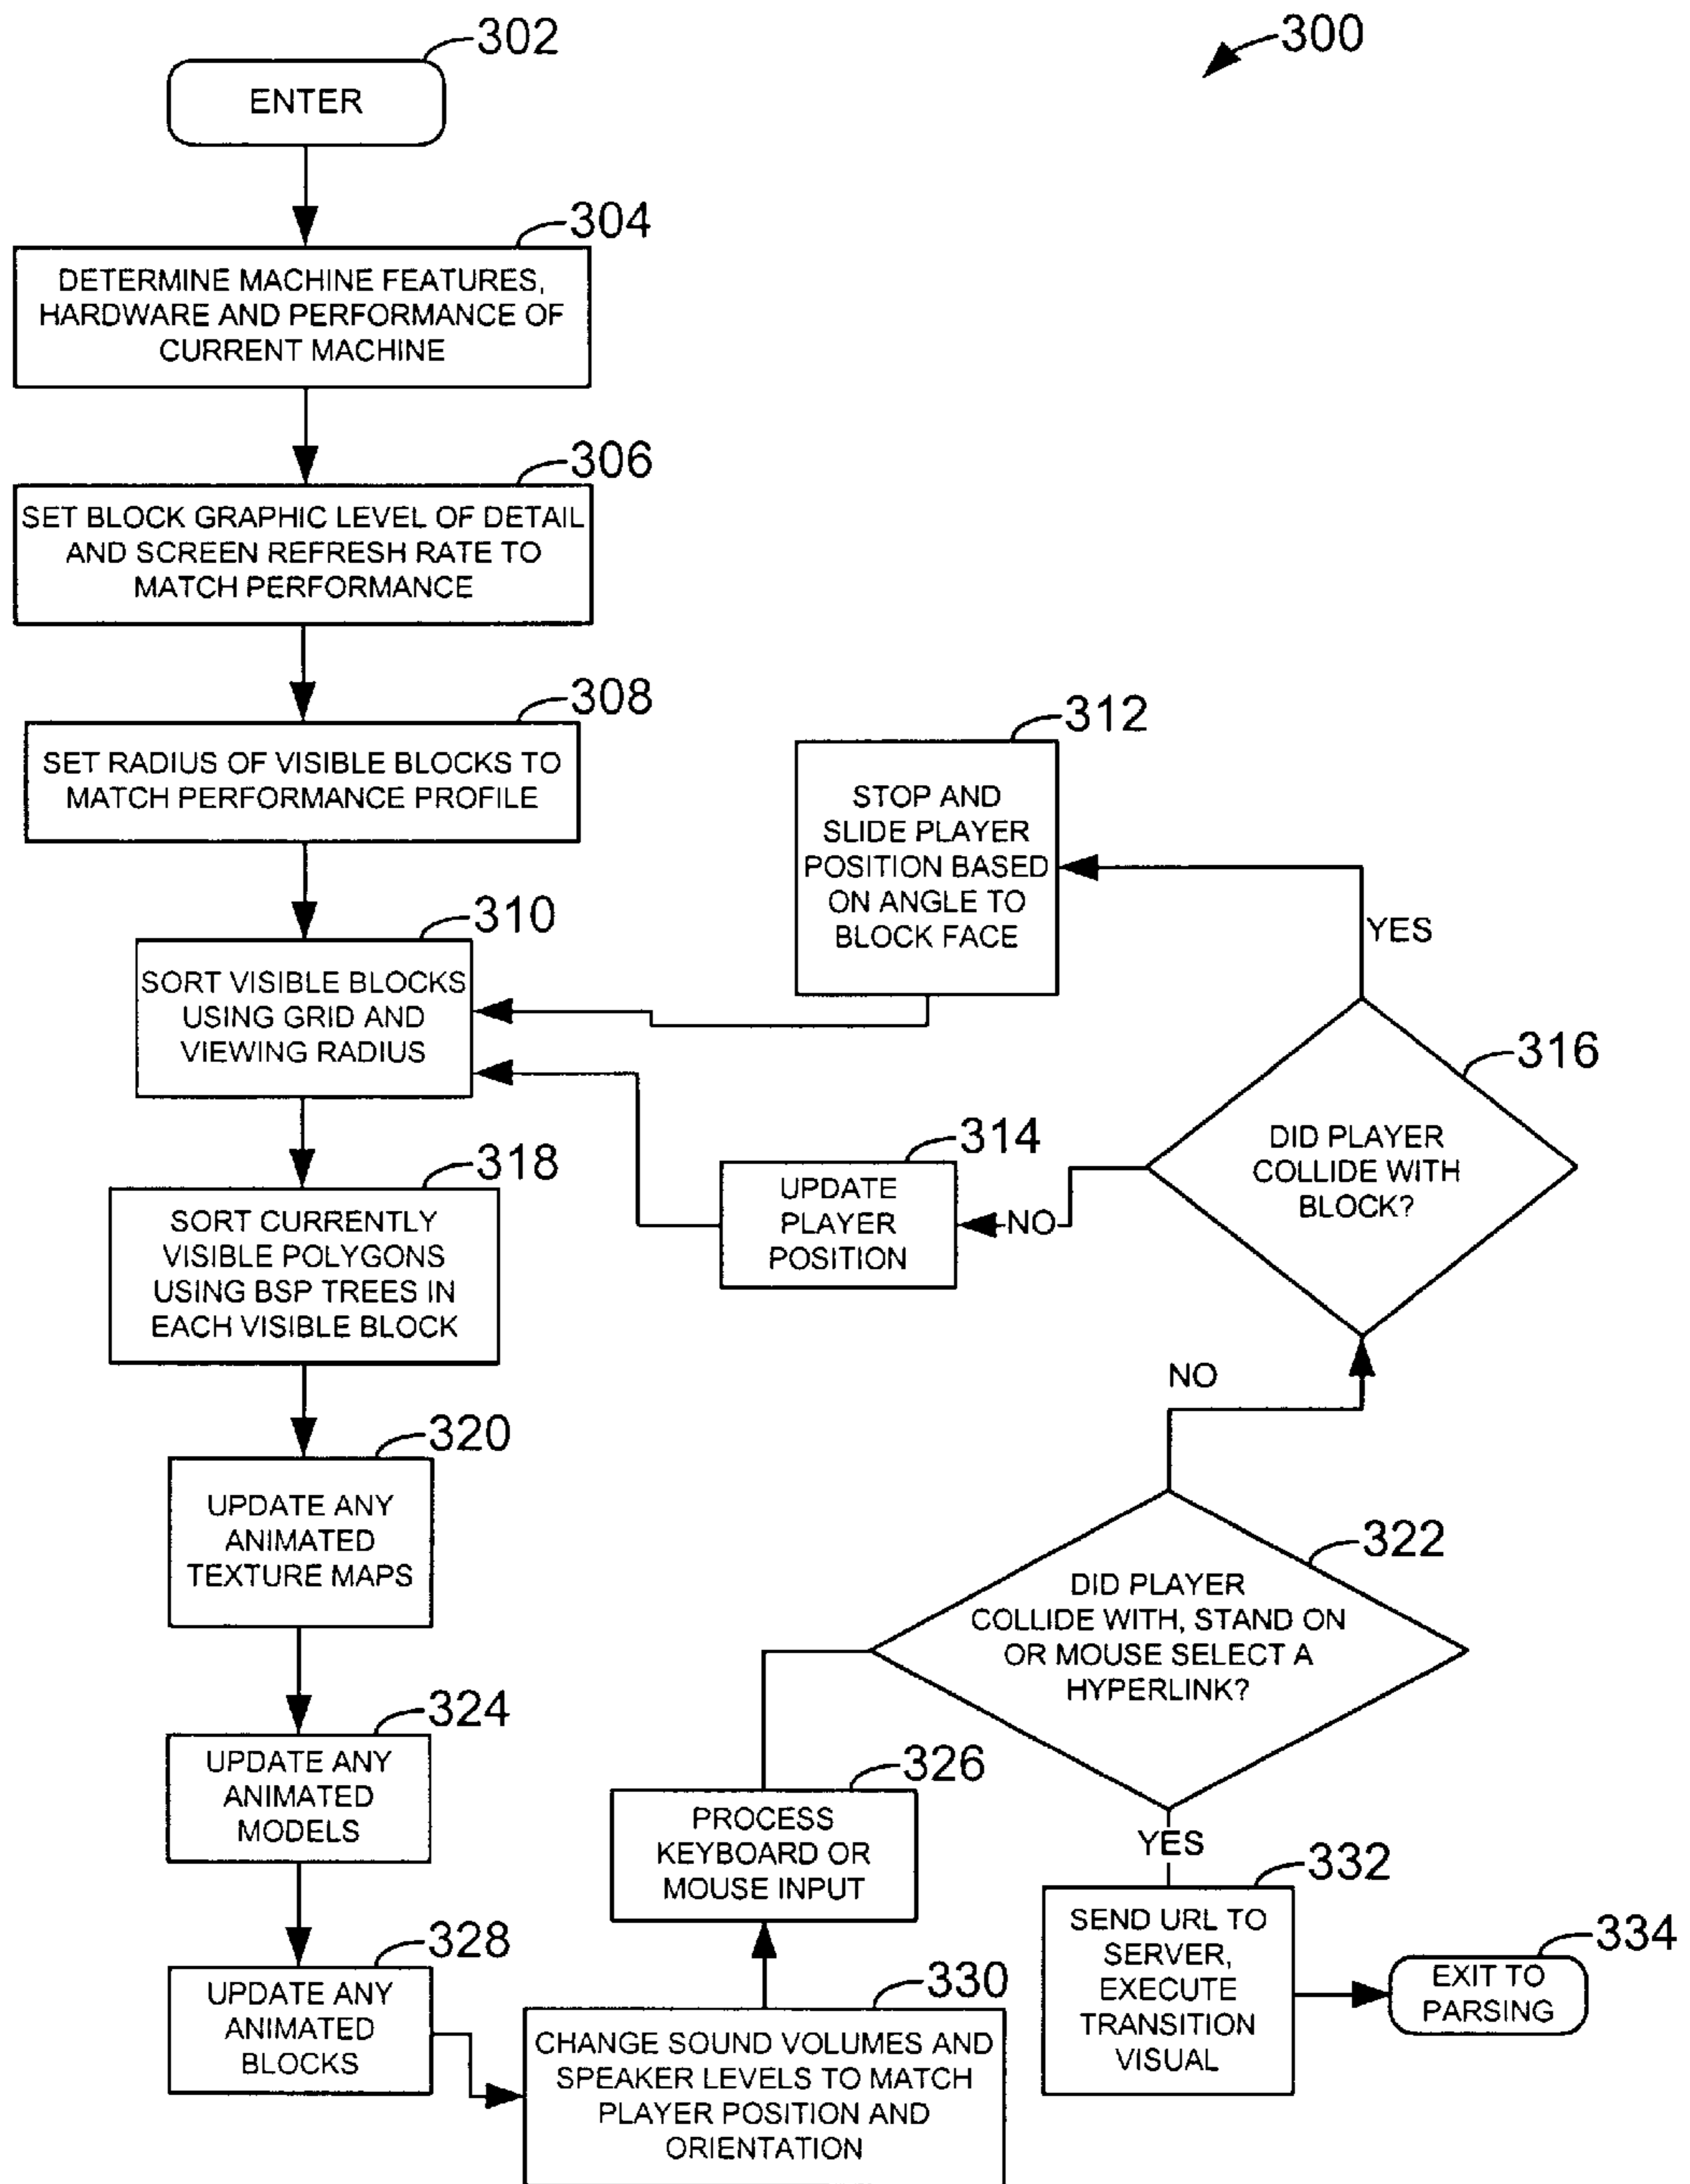 302
300
ENTER
304
DETERMINE MACHINE FEATURES,
HARDWARE AND PERFORMANCE OF
CURRENT MACHINE
306
SET BLOCK GRAPHIC LEVEL OF DETAIL
AND SCREEN REFRESH RATE TO
MATCH PERFORMANCE
308
SET RADIUS OF VISIBLE BLOCKS TO
MATCH PERFORMANCE PROFILE
312
STOP AND
SLIDE PLAYER
POSITION BASED
ON ANGLE TO
BLOCK FACE
YES
310
SORT VISIBLE BLOCKS
USING GRID AND
VIEWING RADIUS
316
DID PLAYER
COLLIDE WITH
BLOCK?
314
UPDATE
PLAYER
POSITION
NO
318
SORT CURRENTLY
VISIBLE POLYGONS
USING BSP TREES IN
EACH VISIBLE BLOCK
NO
320
UPDATE ANY
ANIMATED
TEXTURE MAPS
322
DID PLAYER
COLLIDE WITH, STAND ON
OR MOUSE SELECT A
HYPERLINK?
324
UPDATE ANY
ANIMATED
MODELS
326
PROCESS
KEYBOARD OR
MOUSE INPUT
YES
332
SEND URL TO
SERVER,
EXECUTE
TRANSITION
VISUAL
334
EXIT TO
PARSING
328
UPDATE ANY
ANIMATED
BLOCKS
330
CHANGE SOUND VOLUMES AND
SPEAKER LEVELS TO MATCH
PLAYER POSITION AND
ORIENTATION